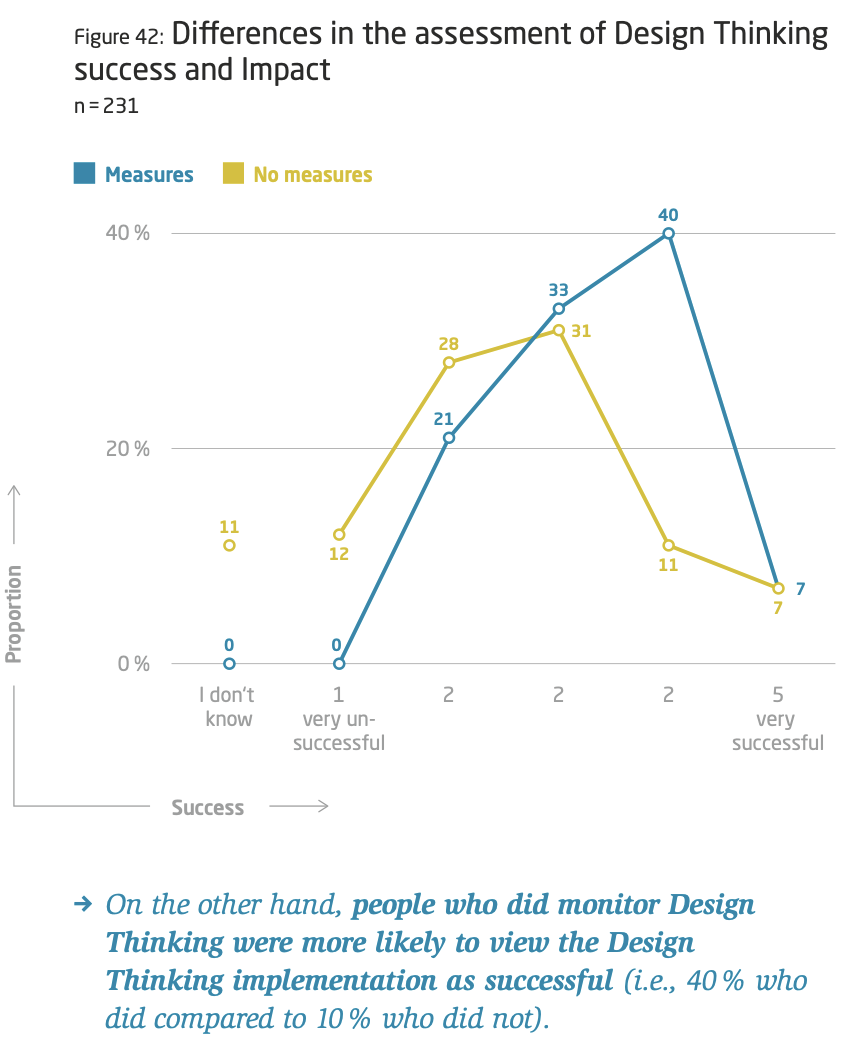 Figure 42: Differences in the assessment of Design Thinking
success and Impact
n = 231
Measures No measures
40 %
20 %
0 %
40
33
31
28
21
11
12
11
0
0
7
7
I don't
know
1
very un-
successful
2
2
2
5
very
successful
Proportion
Success
→ On the other hand, people who did monitor Design
Thinking were more likely to view the Design
Thinking implementation as successful (i.e., 40 % who
did compared to 10 % who did not).